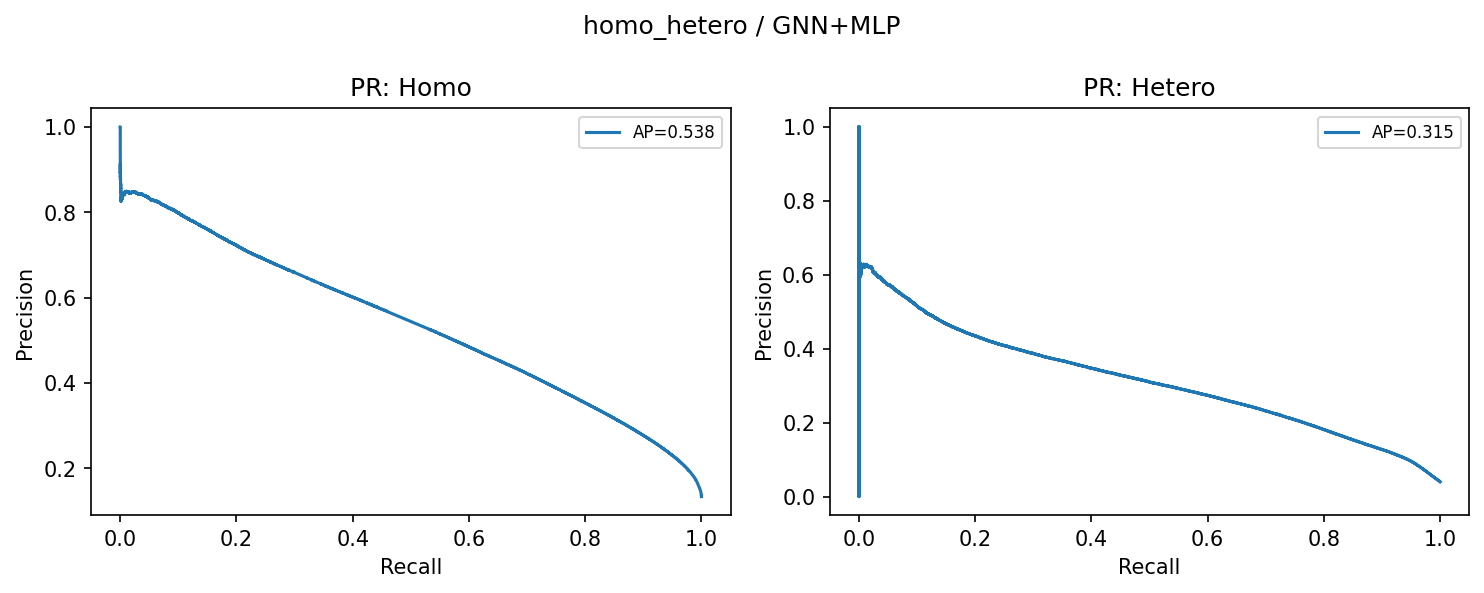 homo_hetero / GNN+MLP
PR: Homo
AP=0.538
Precision
1.0
0.8
0.6
0.4
0.2
0.0 0.2 0.4 0.6 0.8 1.0
Recall
PR: Hetero
AP=0.315
Precision
1.0
0.8
0.6
0.4
0.2
0.0
0.0 0.2 0.4 0.6 0.8 1.0
Recall